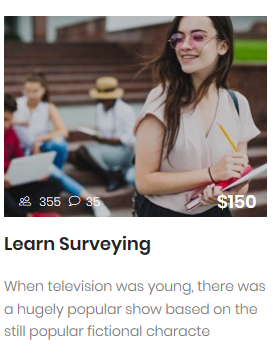 355 35 $150
Learn Surveying
When television was young, there was
a hugely popular show based on the
still popular fictional characte